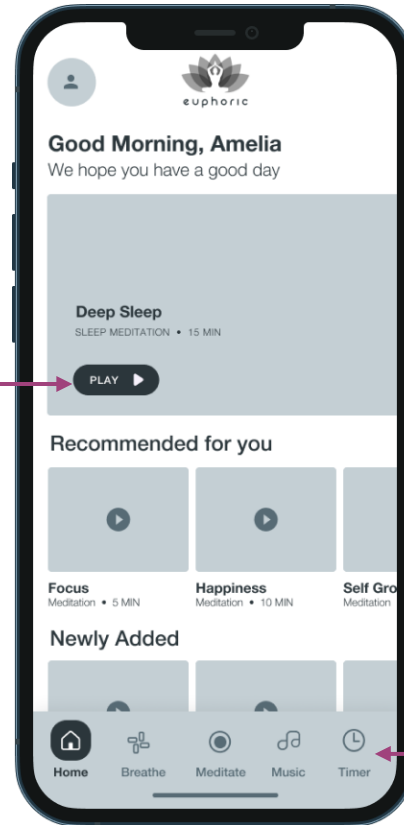 euphoric
Good Morning, Amelia
We hope you have a good day
Deep Sleep
SLEEP MEDITATION • 15 MIN
PLAY
Recommended for you
Focus
Meditation • 5 MIN
Happiness
Meditation • 10 MIN
Self Gro
Meditation
Newly Added
Home Breathe Meditate Music Timer